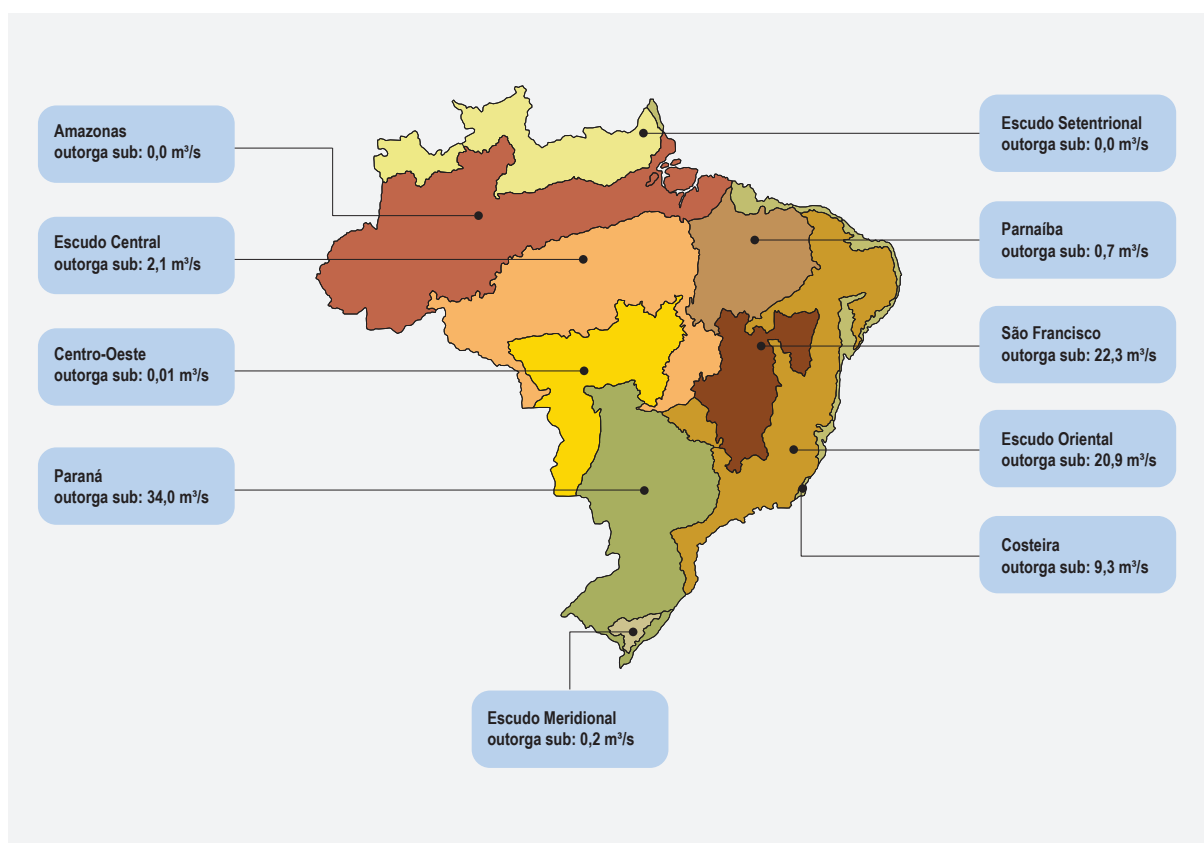 Amazonas
outorga sub: 0,0 m³/s
Escudo Central
outorga sub: 2,1 m³/s
Centro-Oeste
outorga sub: 0,01 m³/s
Paraná
outorga sub: 34,0 m³/s
Escudo Setentrional
outorga sub: 0,0 m³/s
Parnaíba
outorga sub: 0,7 m³/s
São Francisco
outorga sub: 22,3 m³/s
Escudo Oriental
outorga sub: 20,9 m³/s
Costeira
outorga sub: 9,3 m³/s
Escudo Meridional
outorga sub: 0,2 m³/s